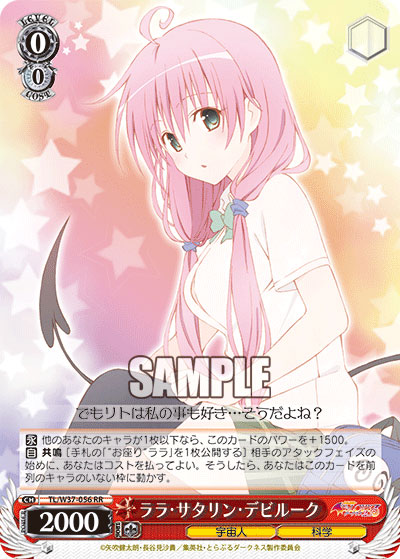 LEVEL
0
0
COST
SAMPLE
でもリトは私の事も好き…そうだよね?
永 他のあなたのキャラが1枚以下なら、このカードのパワーを+1500。
自 共鳴 [手札の「“お座り”ララ」を1枚公開する] 相手のアタックフェイズの
始めに、あなたはコストを払ってよい。そうしたら、あなたはこのカードを前
列のキャラのいない枠に動かす。
CH TL/W37-056 RR
2000
ララ・サタリン・デビルーク
宇宙人 科学
©矢吹健太朗・長谷見沙貴/集英社・とらぶるダークネス製作委員会